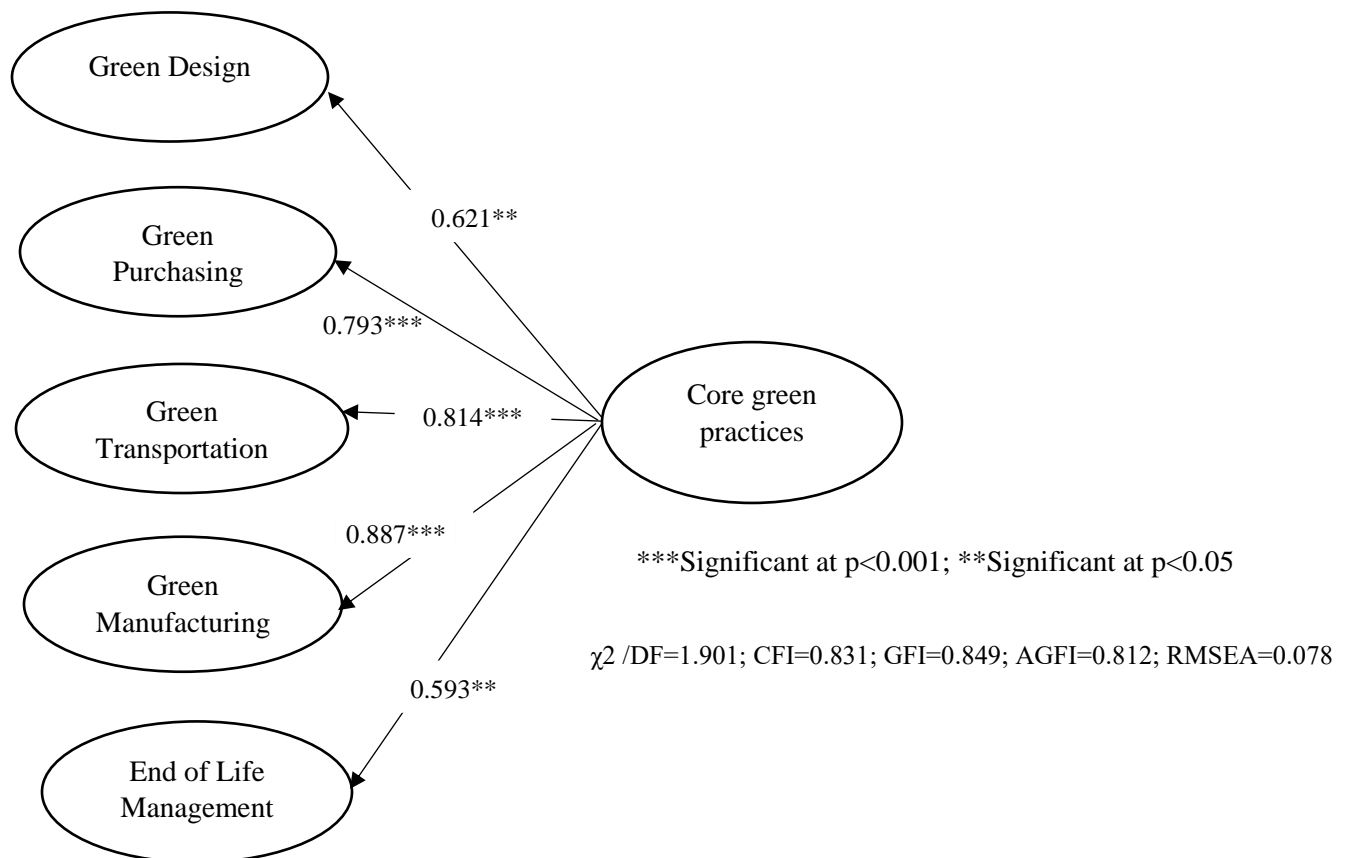 Green Design
0.621**
Green
Purchasing
0.793***
Green
Transportation
0.814***
Core green
practices
Green
Manufacturing
0.887***
***Significant at p<0.001; **Significant at p<0.05
χ2 /DF=1.901; CFI=0.831; GFI=0.849; AGFI=0.812; RMSEA=0.078
0.593**
End of Life
Management